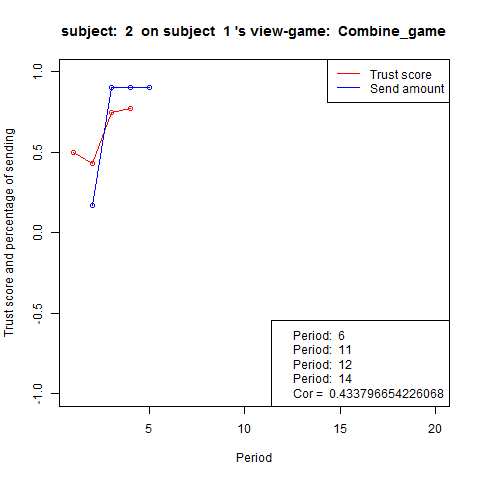 subject:  2  on subject  1 's view-game:  Combine_game
Trust score
Send amount
Trust score and percentage of sending
1.0
0.5
0.0
-0.5
-1.0
Period:  6
Period:  11
Period:  12
Period:  14
Cor =  0.433796654226068
5
10
15
20
Period